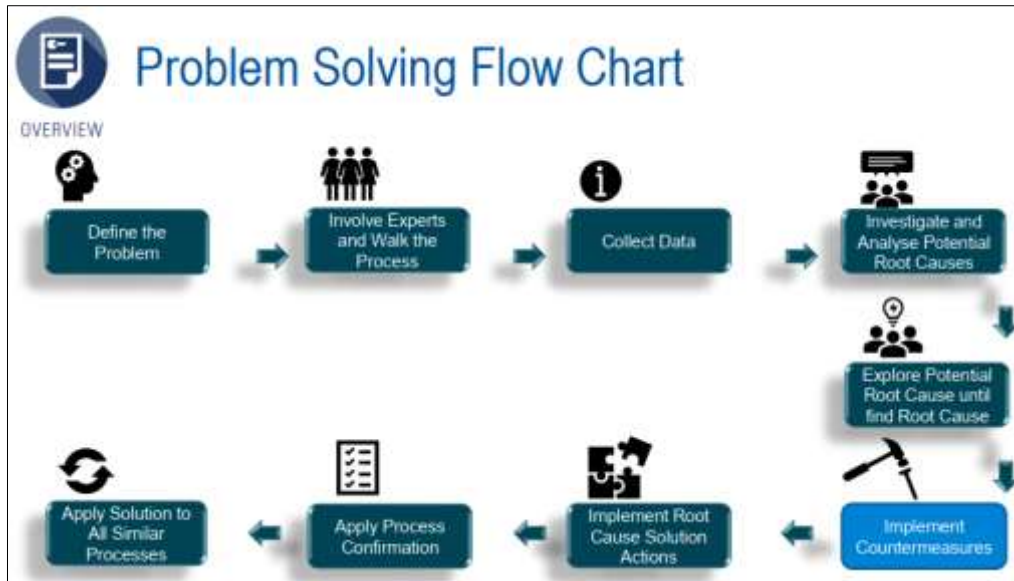 Problem Solving Flow Chart
OVERVIEW
Define the
Problem
Involve Experts
and Walk the
Process
Collect Data
Investigate and
Analyse Potential
Root Causes
Explore Potential
Root Cause until
find Root Cause
Implement
Countermeasures
Implement Root
Cause Solution
Actions
Apply Process
Confirmation
Apply Solution to
All Similar
Processes